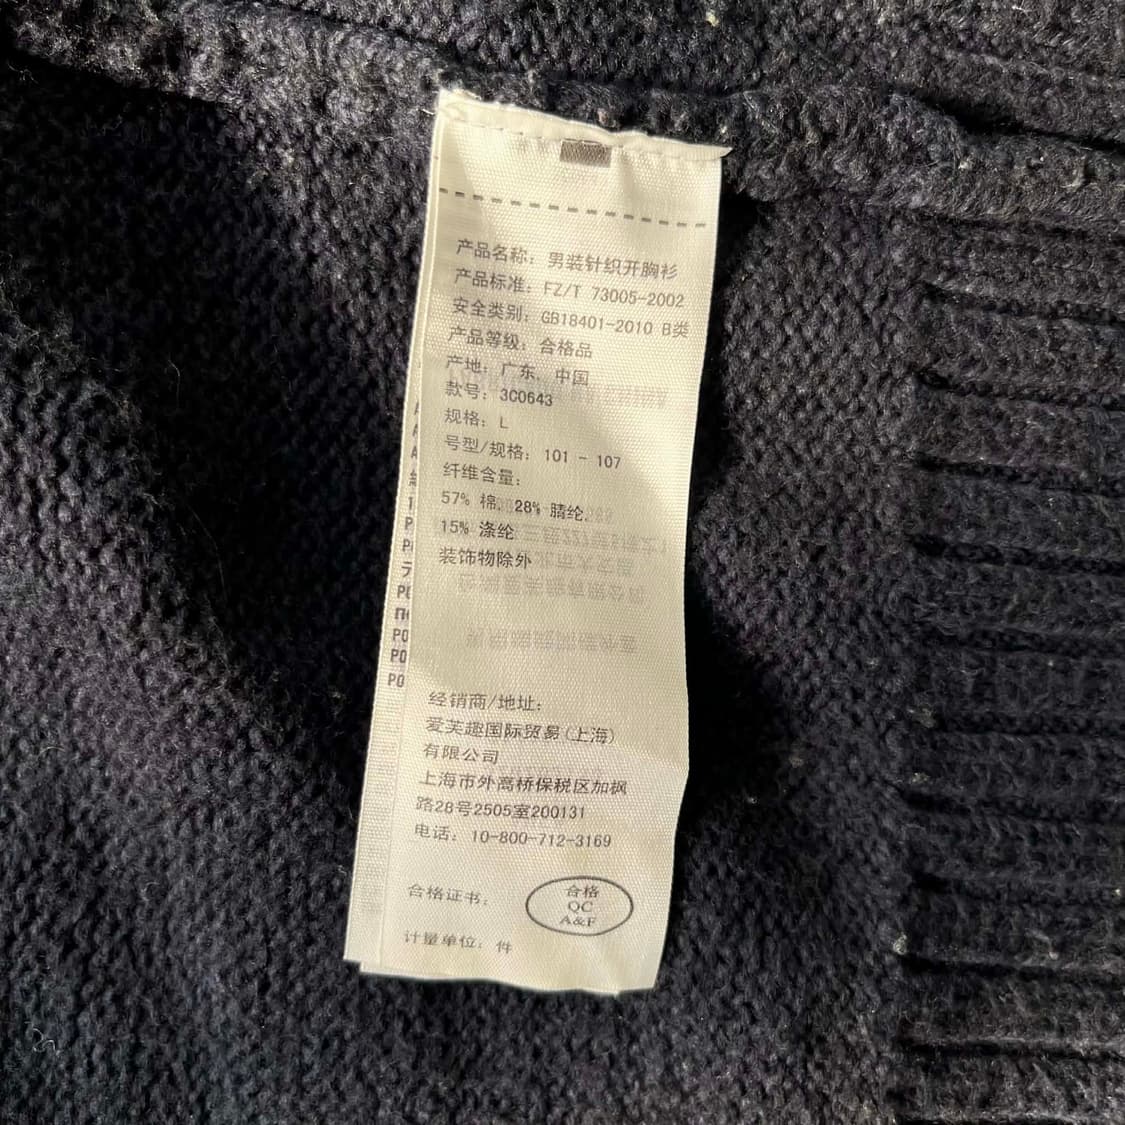 产品名称: 男装针织开胸衫
产品标准: FZ/T 73005-2002
安全类别: GB18401-2010 B类
产品等级: 合格品
产地: 广东, 中国
款号: 3C0643
规格: L
号型/规格: 101 - 107
纤维含量:
57% 棉, 28% 腈纶,
15% 涤纶
装饰物除外
经销商/地址:
爱芙趣国际贸易(上海)
有限公司
上海市外高桥保税区加枫
路28号2505室200131
电话: 10-800-712-3169
合格证书:
合格
QC
A&F
计量单位: 件